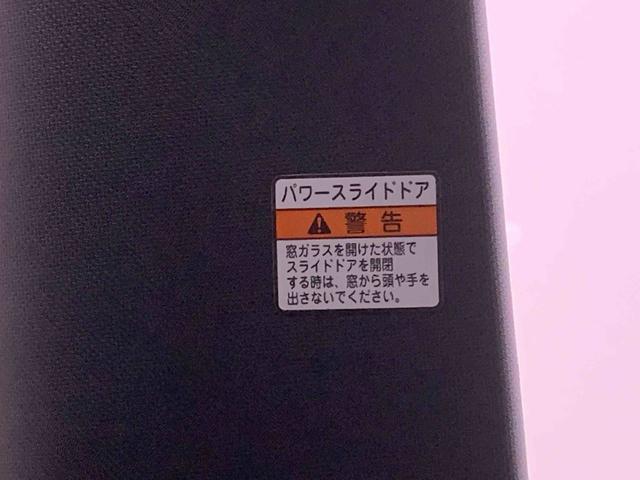 パワースライドドア
警告
窓ガラスを開けた状態で
スライドドアを開閉
する時は、窓から頭や手を
出さないでください。